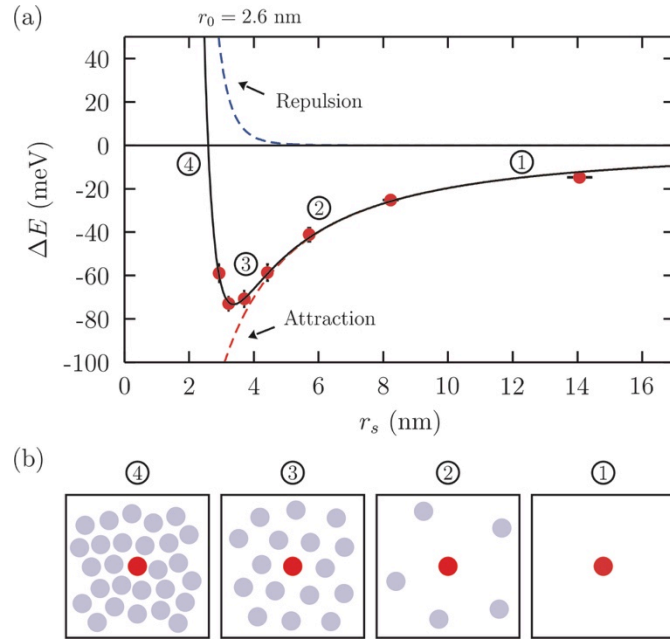 (a)
r₀ = 2.6 nm
40
20
0
-20
-40
-60
-80
-100
ΔE (meV)
Repulsion
Attraction
④
③
②
①
0 2 4 6 8 10 12 14 16
rₛ (nm)
(b)
④ ③ ② ①